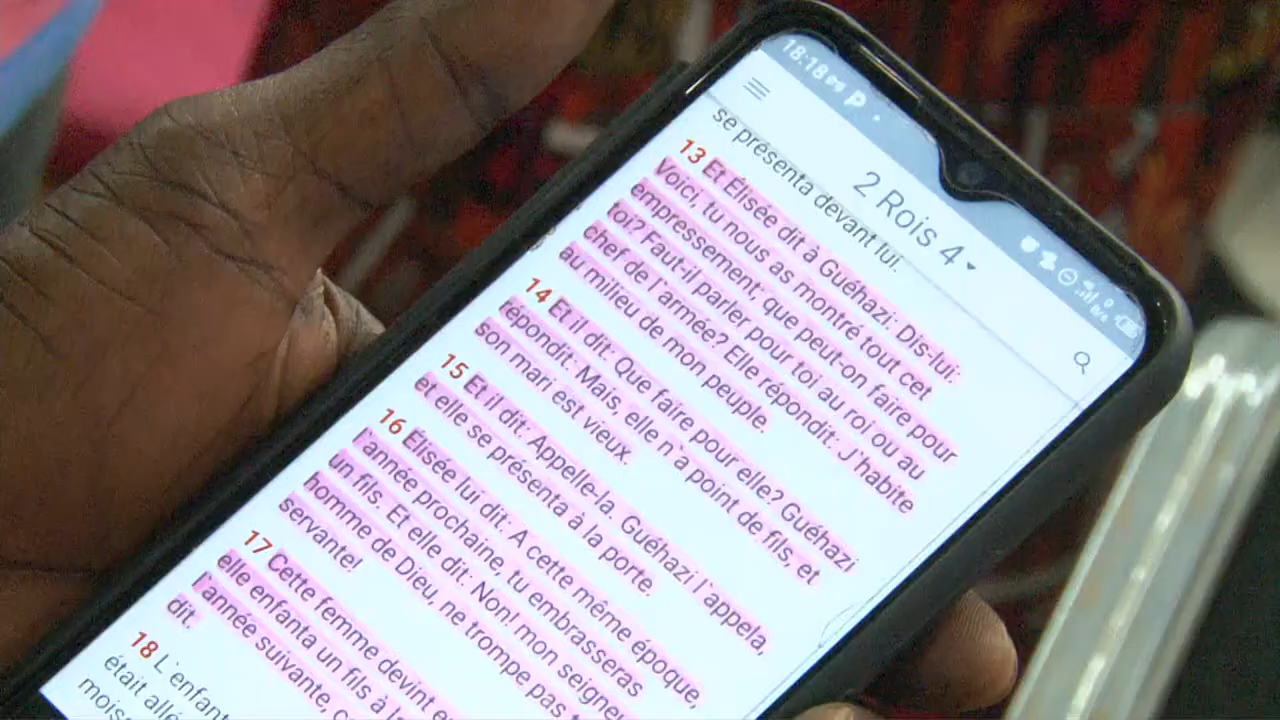 18:18
2 Rois 4
se présenta devant lui.
13 Et Élisée dit à Guéhazi: Dis-lui:
Voici, tu nous as montré tout cet
empressement; que peut-on faire pour
toi? Faut-il parler pour toi au roi ou au
chef de l`armée? Elle répondit: J`habite
au milieu de mon peuple.
14 Et il dit: Que faire pour elle? Guéhazi
répondit: Mais, elle n`a point de fils, et
son mari est vieux.
15 Et il dit: Appelle-la. Guéhazi l`appela,
et elle se présenta à la porte.
16 Élisée lui dit: A cette même époque,
l`année prochaine, tu embrasseras
un fils. Et elle dit: Non! mon
homme de Dieu, ne trompe pas
servante!
17 Cette femme devint
elle enfanta un fils à
l`année suivante,
dit.
18 L`enfant
était